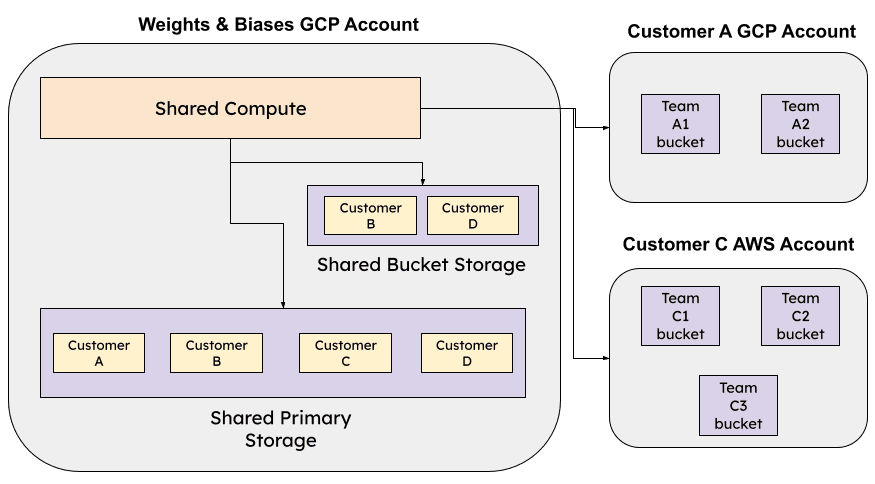 Weights & Biases GCP Account
Shared Compute
Customer
B
Customer
D
Shared Bucket Storage
Customer
A
Customer
B
Customer
C
Customer
D
Shared Primary
Storage
Customer A GCP Account
Team
A1
bucket
Team
A2
bucket
Customer C AWS Account
Team
C1
bucket
Team
C2
bucket
Team
C3
bucket